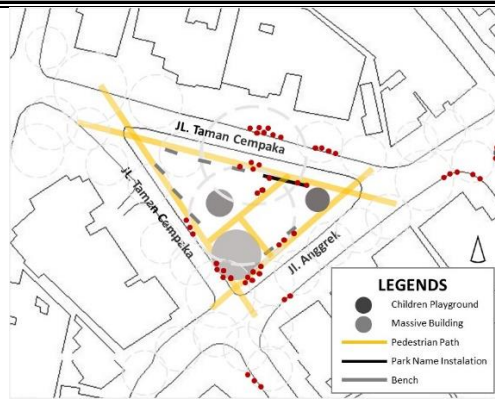 JL. Taman Cempaka
JL. Taman Cempaka
Jl. Anggrek
LEGENDS
Children Playground
Massive Building
Pedestrian Path
Park Name Instalation
Bench